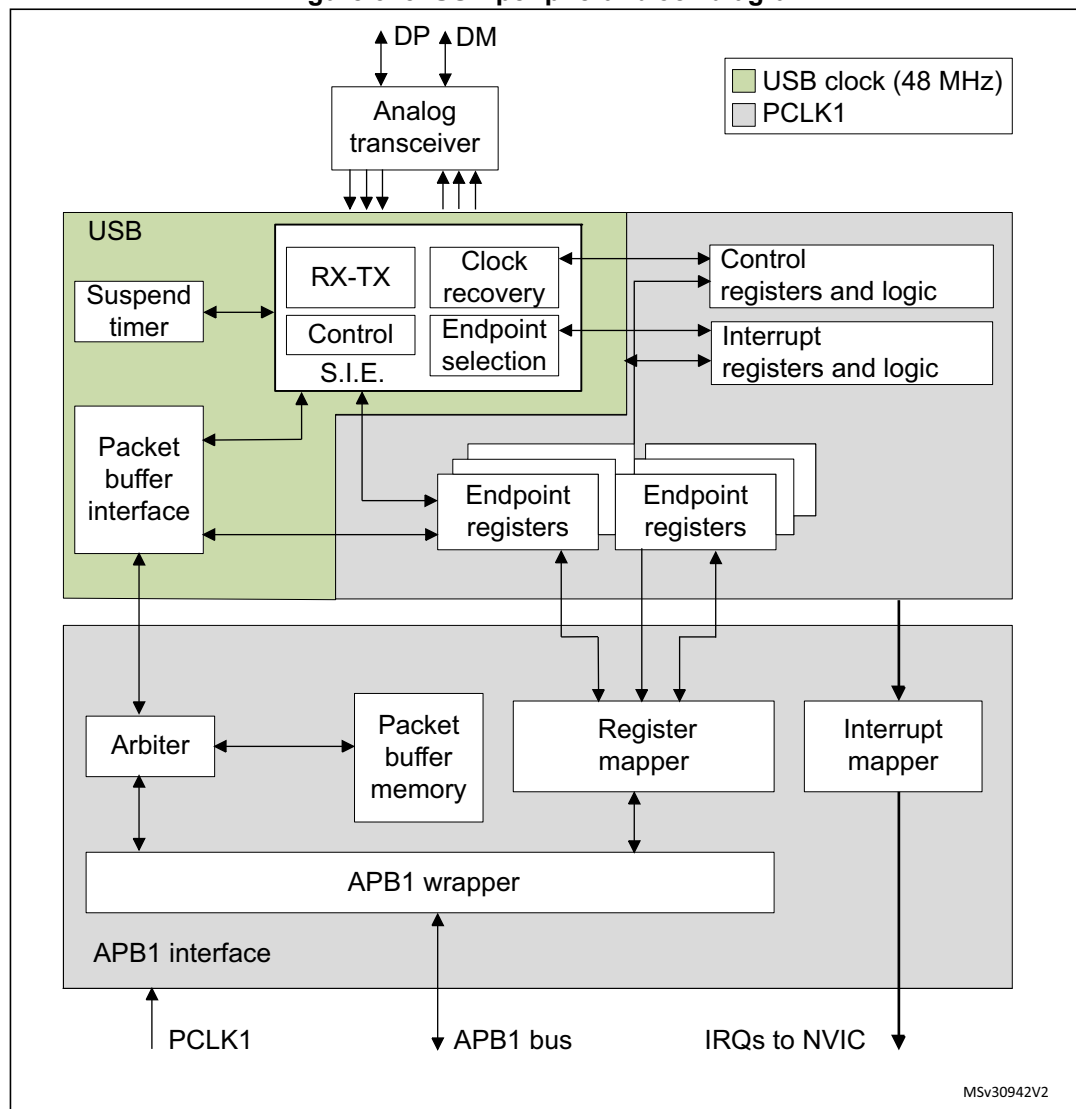 DP DM
Analog
transceiver
USB clock (48 MHz)
PCLK1
USB
RX-TX
Clock
recovery
Control
registers and logic
Suspend
timer
Control
Endpoint
selection
Interrupt
registers and logic
S.I.E.
Packet
buffer
interface
Endpoint
registers
Endpoint
registers
Arbiter
Packet
buffer
memory
Register
mapper
Interrupt
mapper
APB1 wrapper
APB1 interface
PCLK1
APB1 bus
IRQs to NVIC
MSv30942V2